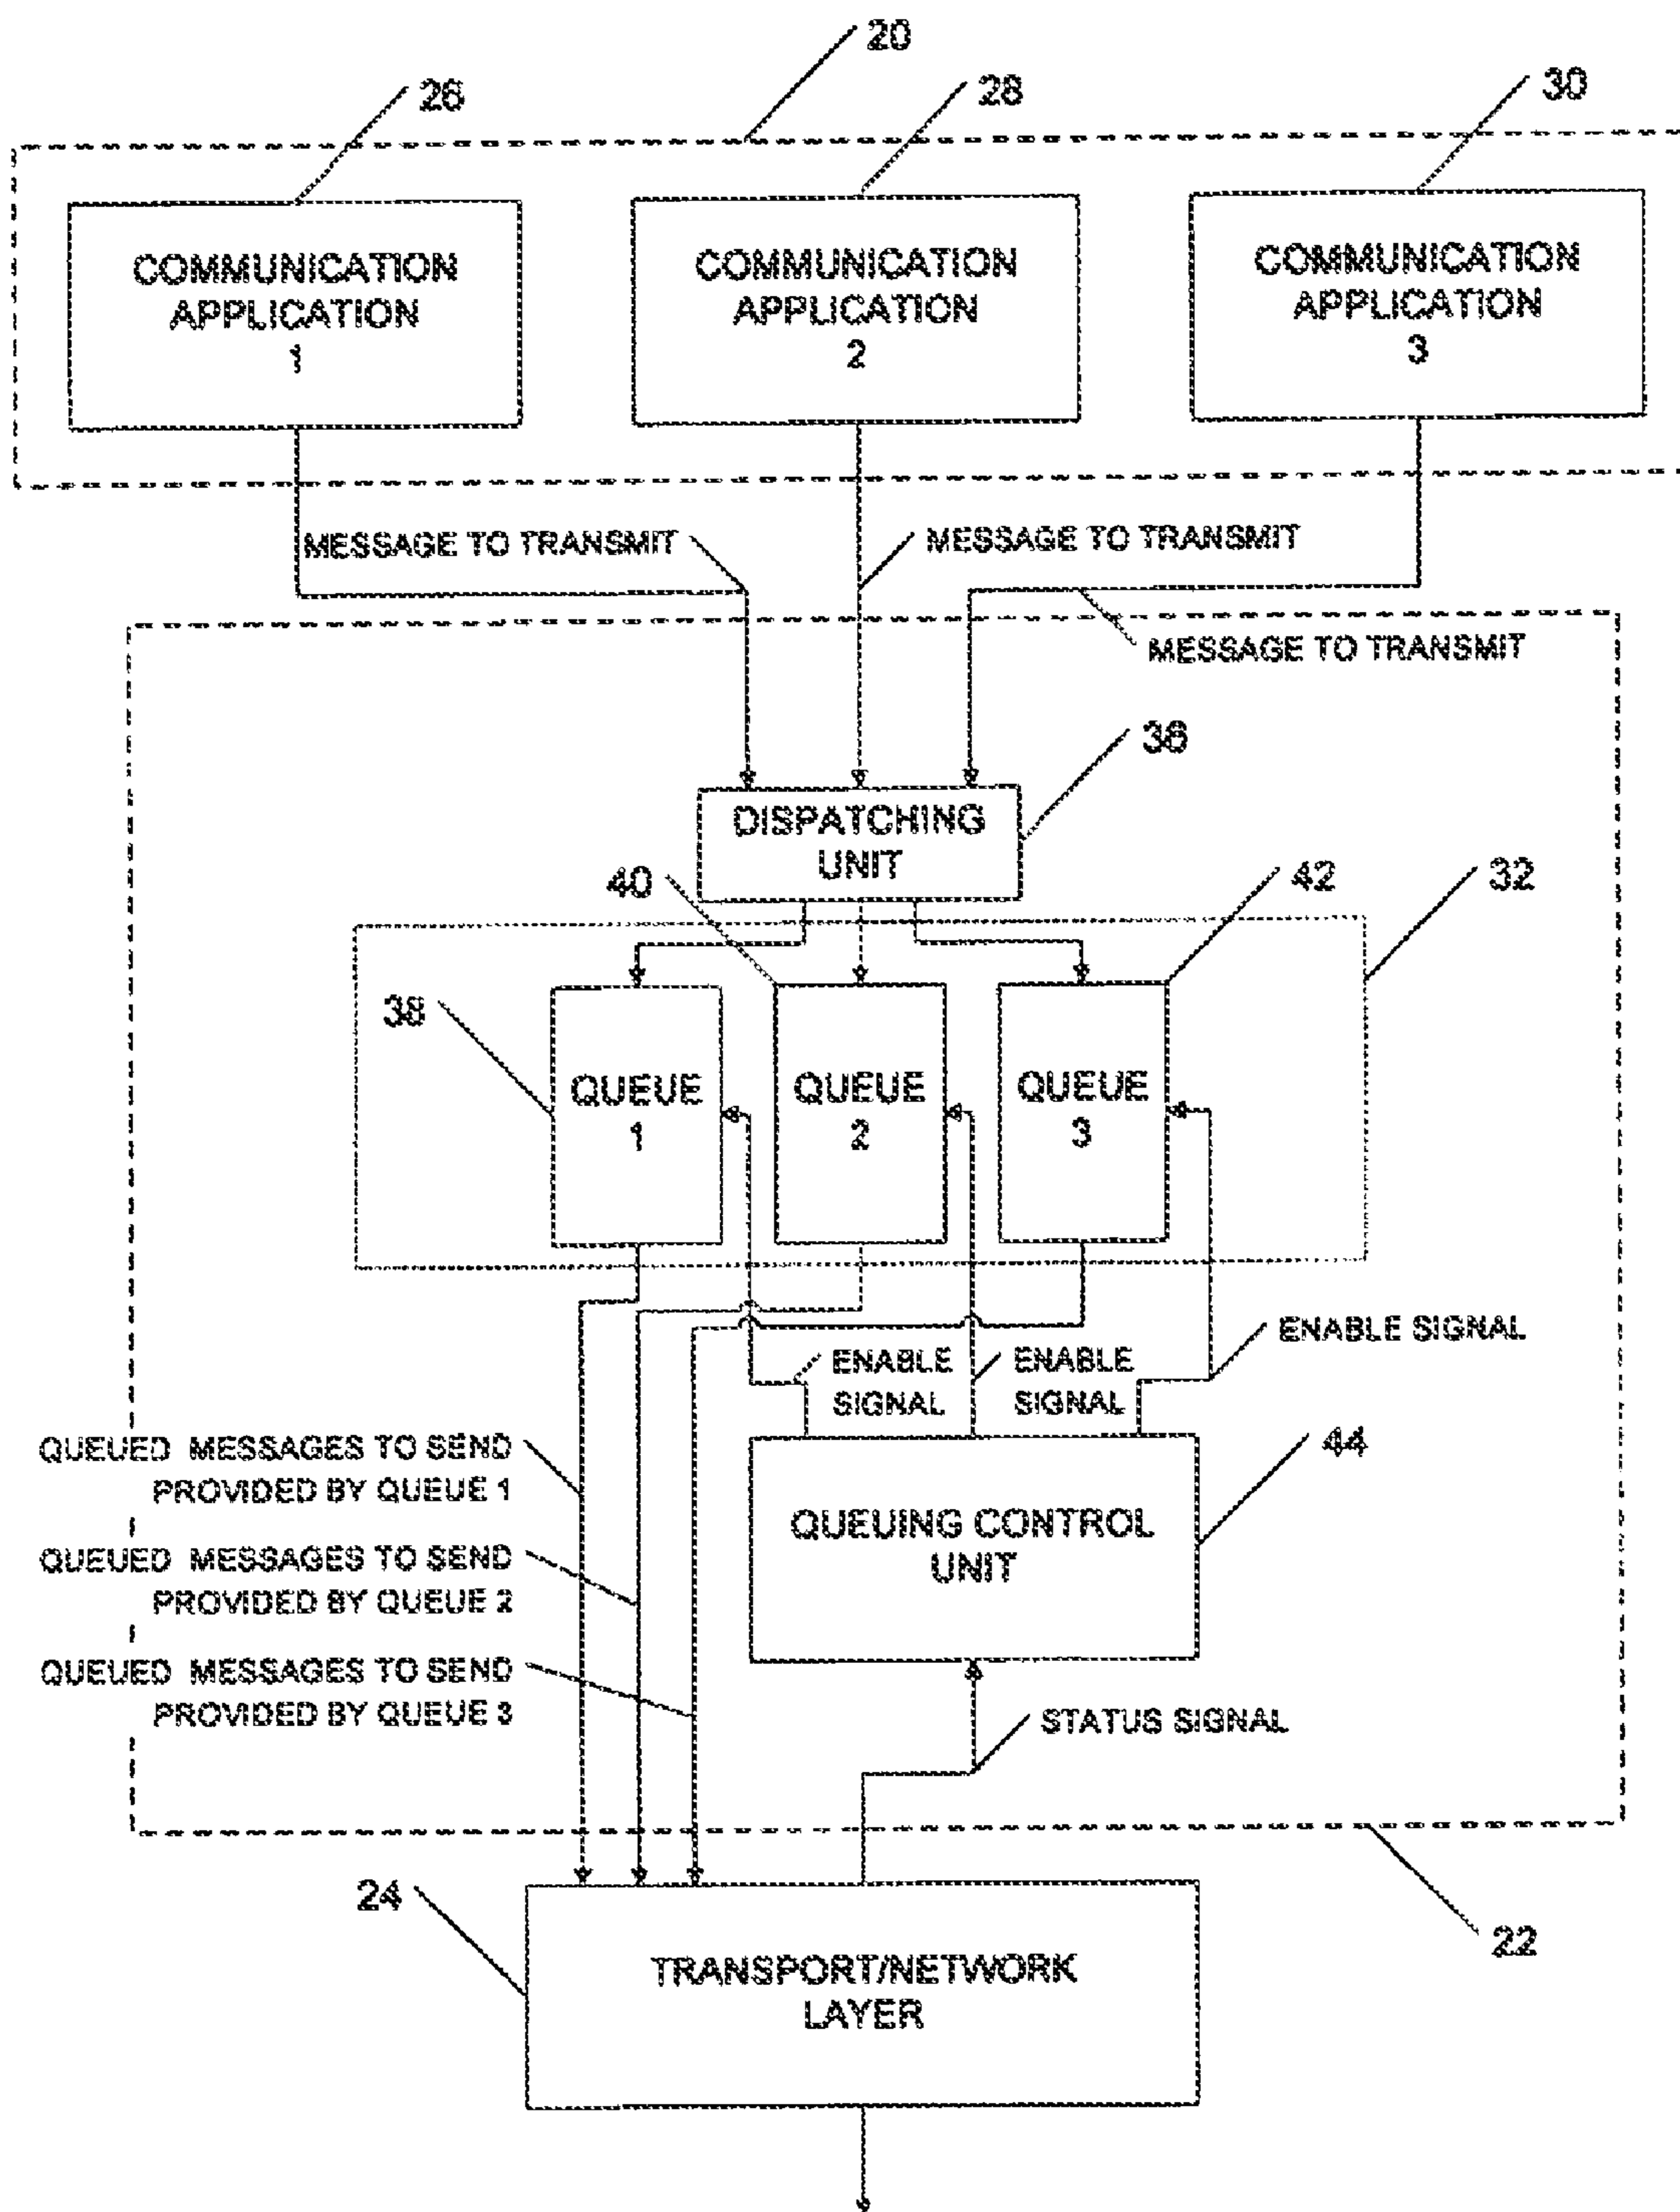 20
26
28
30
COMMUNICATION
APPLICATION
1
COMMUNICATION
APPLICATION
2
COMMUNICATION
APPLICATION
3
MESSAGE TO TRANSMIT
MESSAGE TO TRANSMIT
MESSAGE TO TRANSMIT
36
DISPATCHING
UNIT
40
42
32
38
QUEUE
1
QUEUE
2
QUEUE
3
ENABLE SIGNAL
ENABLE
SIGNAL
ENABLE
SIGNAL
QUEUED MESSAGES TO SEND
PROVIDED BY QUEUE 1
44
QUEUING CONTROL
UNIT
QUEUED MESSAGES TO SEND
PROVIDED BY QUEUE 2
QUEUED MESSAGES TO SEND
PROVIDED BY QUEUE 3
STATUS SIGNAL
24
22
TRANSPORT/NETWORK
LAYER